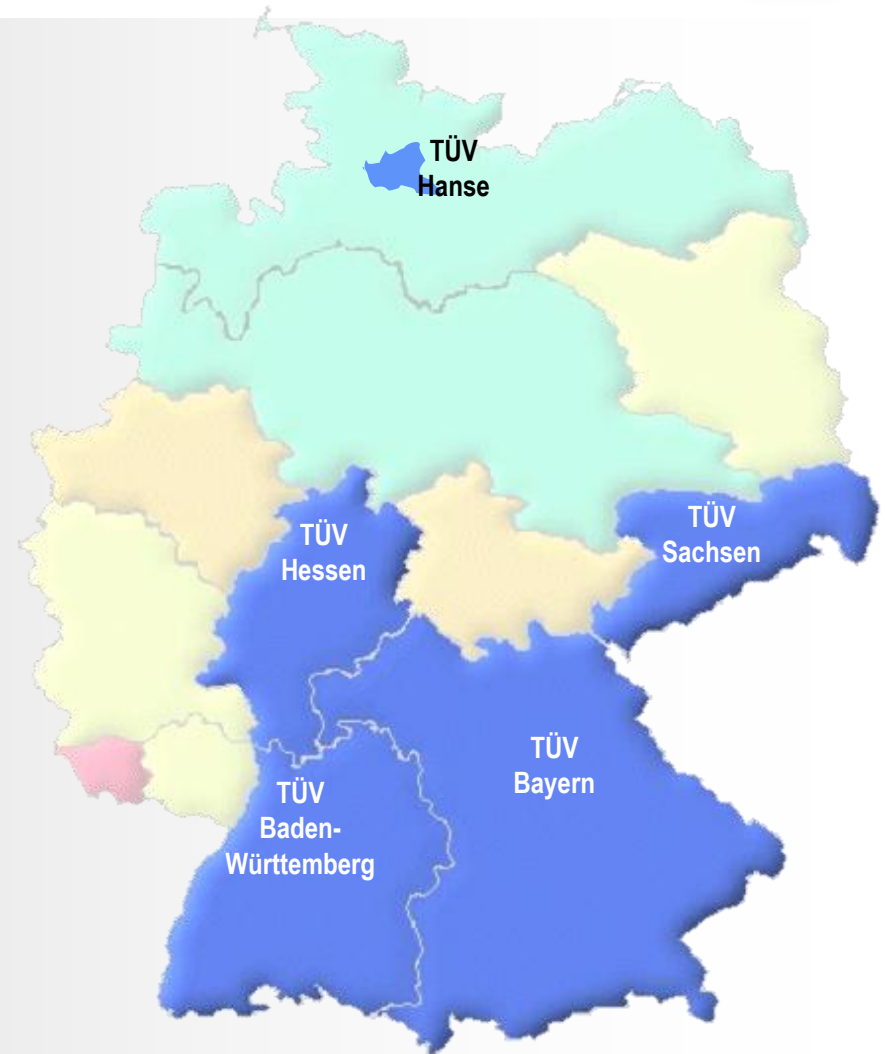 TÜV
Hanse
TÜV
Hessen
TÜV
Sachsen
TÜV
Bayern
TÜV
Baden-
Württemberg